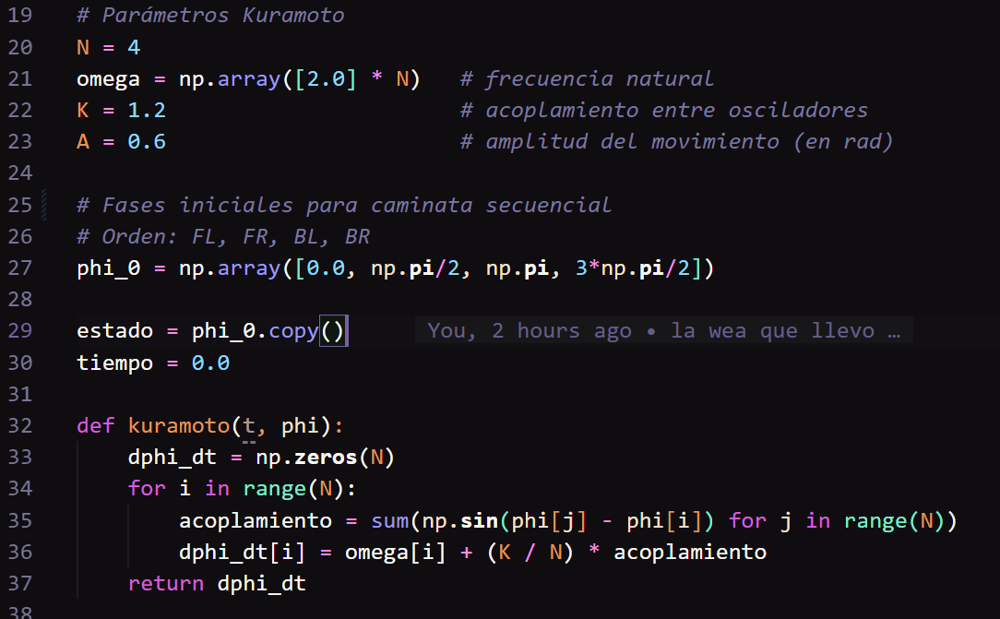 19 # Parámetros Kuramoto
20 N = 4
21 omega = np.array([2.0] * N) # frecuencia natural
22 K = 1.2 # acoplamiento entre osciladores
23 A = 0.6 # amplitud del movimiento (en rad)
24
25 # Fases iniciales para caminata secuencial
26 # Orden: FL, FR, BL, BR
27 phi_0 = np.array([0.0, np.pi/2, np.pi, 3*np.pi/2])
28
29 estado = phi_0.copy() You, 2 hours ago • la wea que llevo …
30 tiempo = 0.0
31
32 def kuramoto(t, phi):
33 dphi_dt = np.zeros(N)
34 for i in range(N):
35 acoplamiento = sum(np.sin(phi[j] - phi[i]) for j in range(N))
36 dphi_dt[i] = omega[i] + (K / N) * acoplamiento
37 return dphi_dt
38